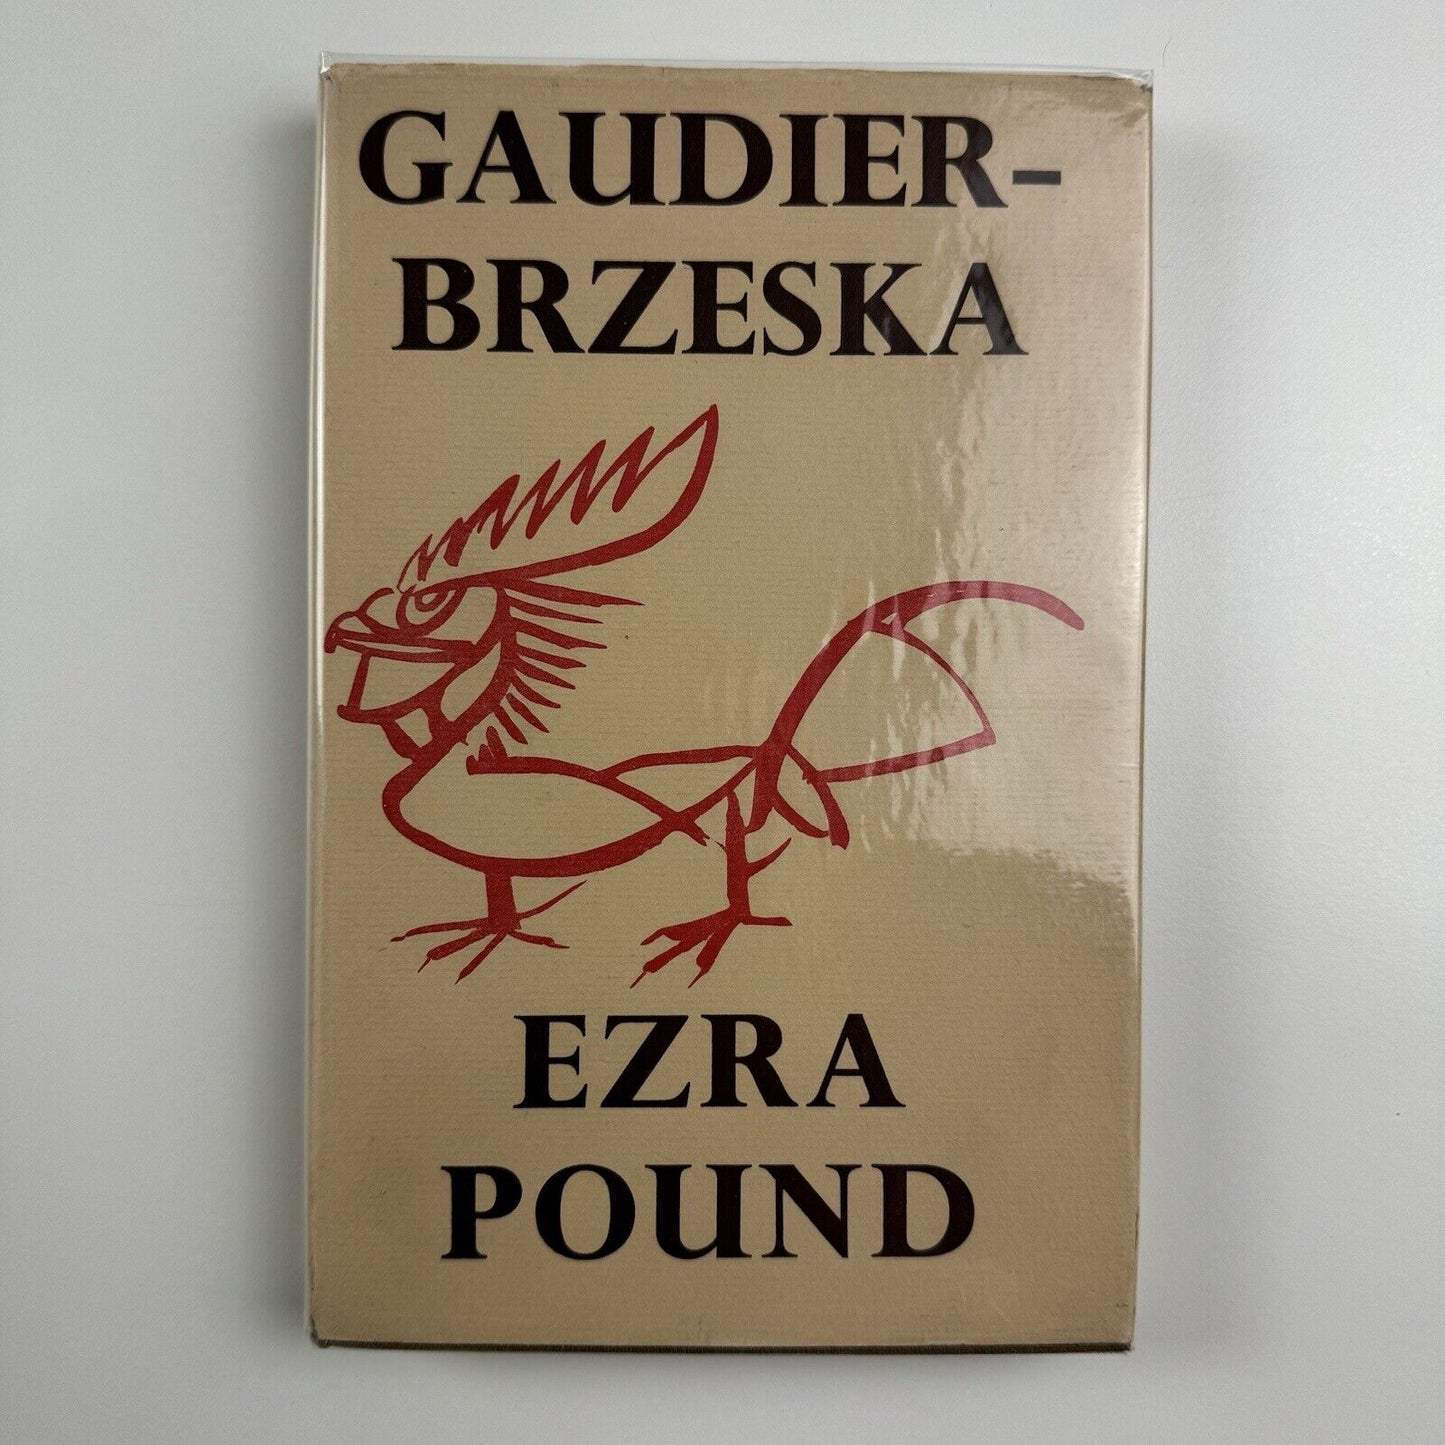 GAUDIER-
BRZESKA
EZRA
POUND